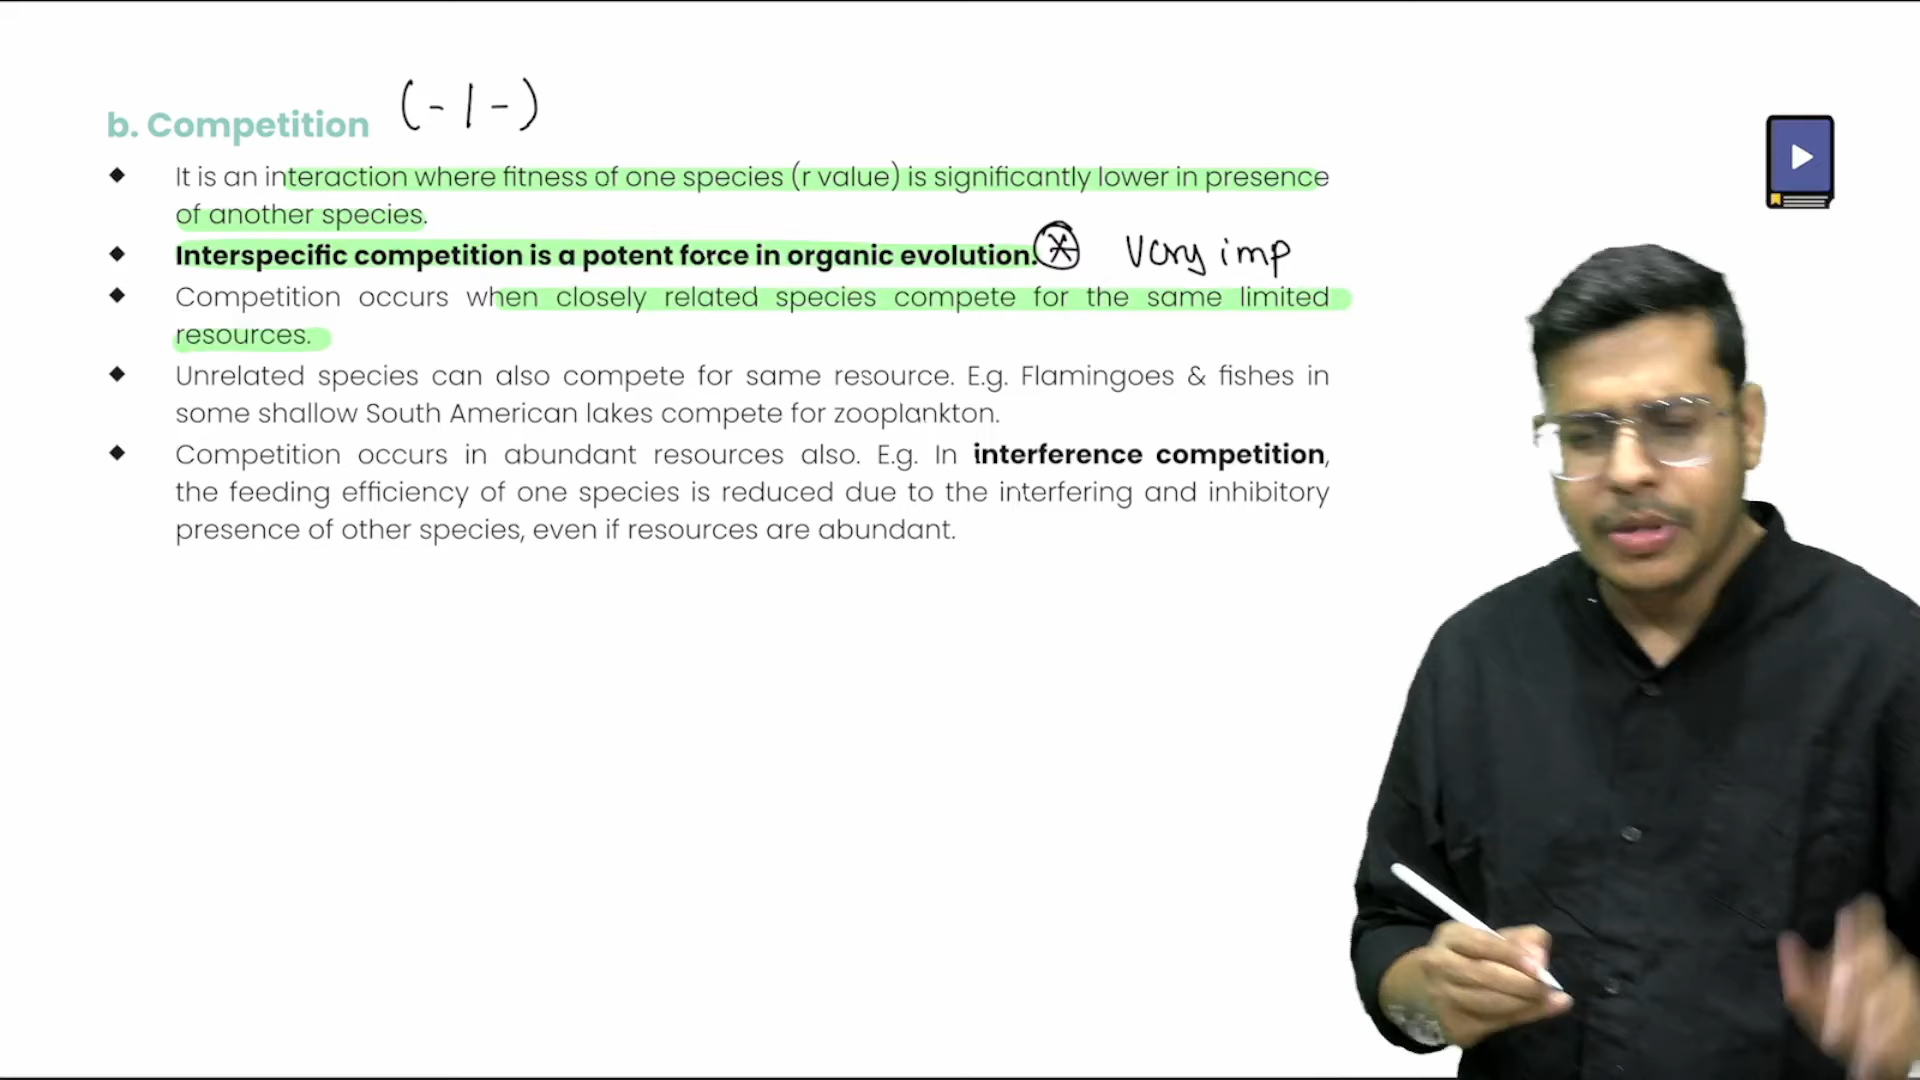 b. Competition (-/-)
◆ It is an interaction where fitness of one species (r value) is significantly lower in presence
of another species.
◆ Interspecific competition is a potent force in organic evolution. * Very imp
◆ Competition occurs when closely related species compete for the same limited
resources.
◆ Unrelated species can also compete for same resource. E.g. Flamingoes & fishes in
some shallow South American lakes compete for zooplankton.
◆ Competition occurs in abundant resources also. E.g. In interference competition,
the feeding efficiency of one species is reduced due to the interfering and inhibitory
presence of other species, even if resources are abundant.